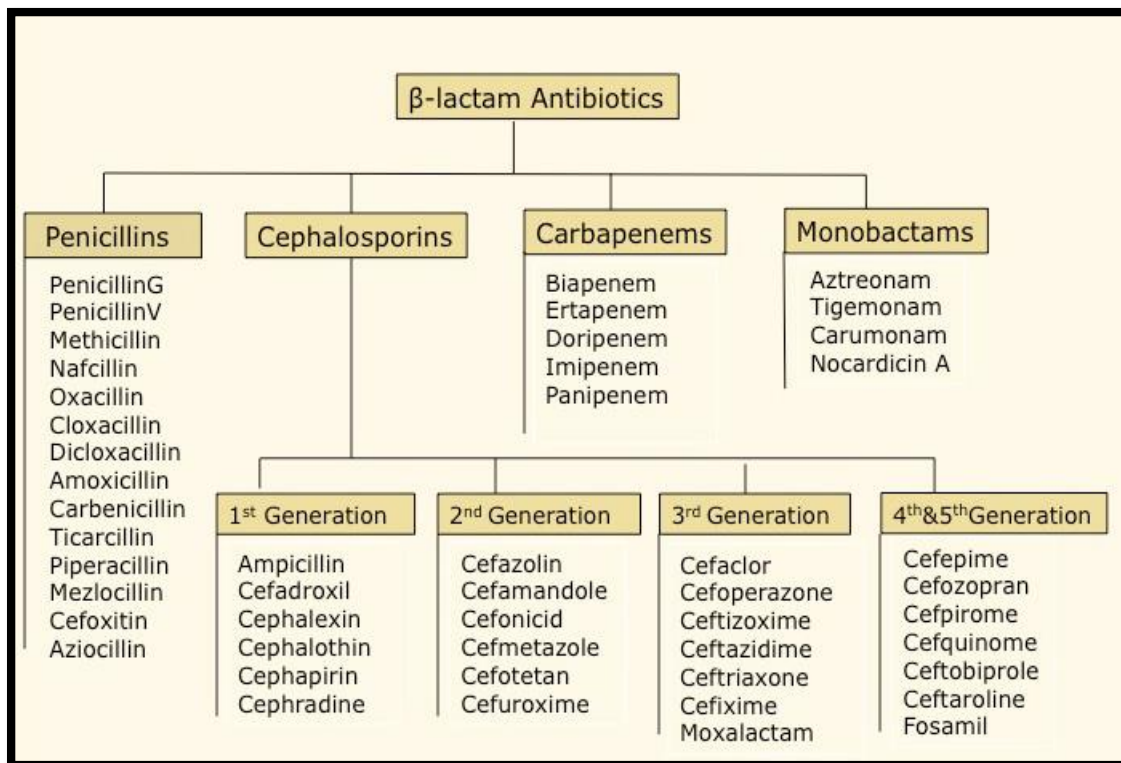 β-lactam Antibiotics
Penicillins
PenicillinG
PenicillinV
Methicillin
Nafcillin
Oxacillin
Cloxacillin
Dicloxacillin
Amoxicillin
Carbenicillin
Ticarcillin
Piperacillin
Mezlocillin
Cefoxitin
Aziocillin
Cephalosporins
1st Generation
Ampicillin
Cefadroxil
Cephalexin
Cephalothin
Cephapirin
Cephradine
2nd Generation
Cefazolin
Cefamandole
Cefonicid
Cefmetazole
Cefotetan
Cefuroxime
3rd Generation
Cefaclor
Cefoperazone
Ceftizoxime
Ceftazidime
Ceftriaxone
Cefixime
Moxalactam
4th&5thGeneration
Cefepime
Cefozopran
Cefpirome
Cefquinome
Ceftobiprole
Ceftaroline
Fosamil
Carbapenems
Biapenem
Ertapenem
Doripenem
Imipenem
Panipenem
Monobactams
Aztreonam
Tigemonam
Carumonam
Nocardicin A